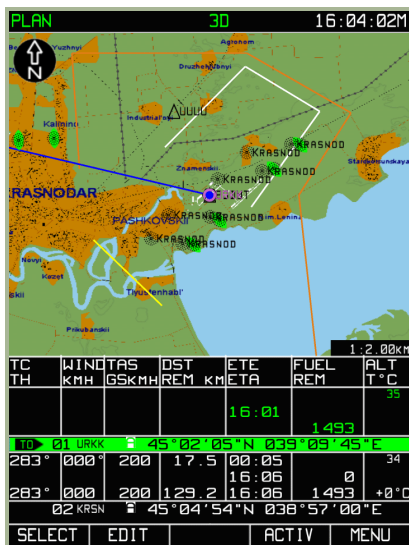 PLAN 3D 16:04:02M
Agronom
Yuzhnyi
Druzhelyubnyi
N
UUUU
Industrial'nyi
Kalinino
KRASNOD
KRASNOD
Znamenskii
KRASNOD
KRASNOD
RASNODAR
PASHKOVSKII
KRASNOD
KRASNOD
im.Lenina
KRASNOD
KRASNOD
Novyi
Kozet
Tlyustenhabl'
Prikubanskii
1:2.00KM
TC WIND TAS DST ETE FUEL ALT
TH KMH GSKMH REM KM ETA REM T°C
35
16:01
1493
TO 01 URKK 45°02'05"N 039°09'45"E
283° 000° 200 17.5 00:05 34
16:06 0
283° 000 200 129.2 16:06 1493 +0°C
02 KRSN 45°04'54"N 038°57'00"E
SELECT EDIT ACTIV MENU